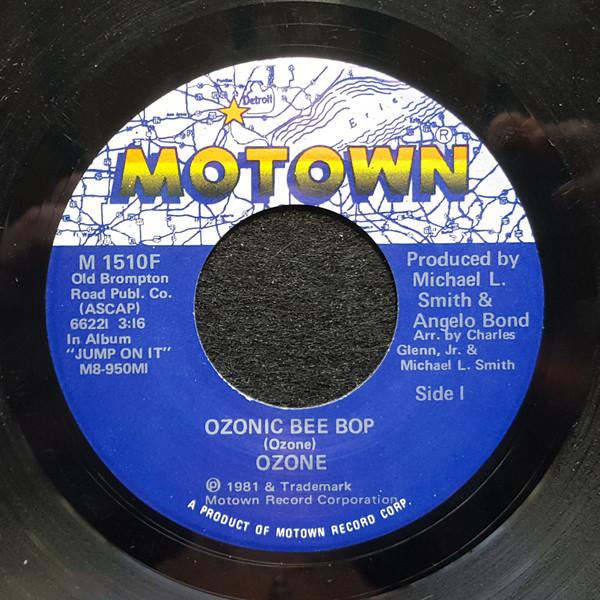 Detroit
Erie
MOTOWN®
M 1510F
Old Brompton
Road Publ. Co.
(ASCAP)
6622I 3:16
In Album
"JUMP ON IT"
M8-950MI
Produced by
Michael L.
Smith &
Angelo Bond
Arr. by Charles
Glenn, Jr. &
Michael L. Smith
Side I
OZONIC BEE BOP
(Ozone)
OZONE
℗ 1981 & Trademark
Motown Record Corporation
A PRODUCT OF MOTOWN RECORD CORP.